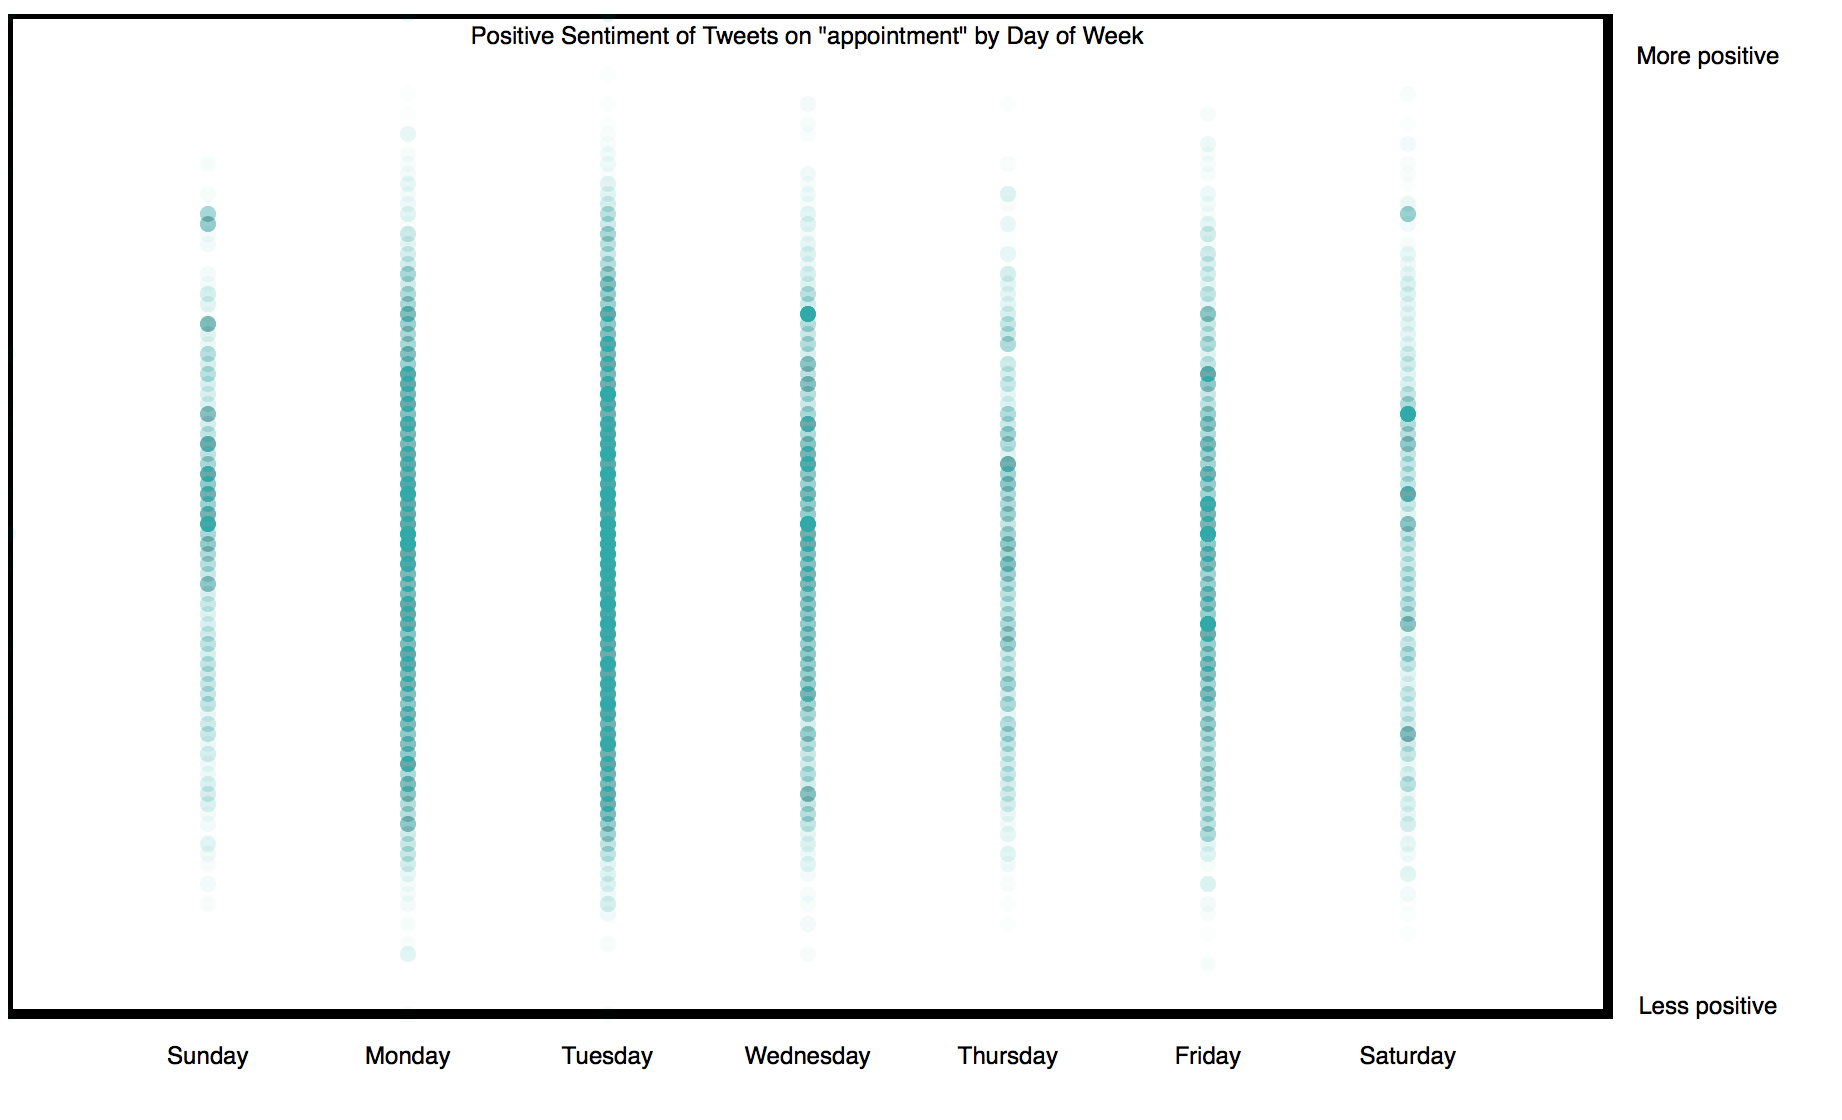 Positive Sentiment of Tweets on "appointment" by Day of Week
More positive
Less positive
Sunday
Monday
Tuesday
Wednesday
Thursday
Friday
Saturday